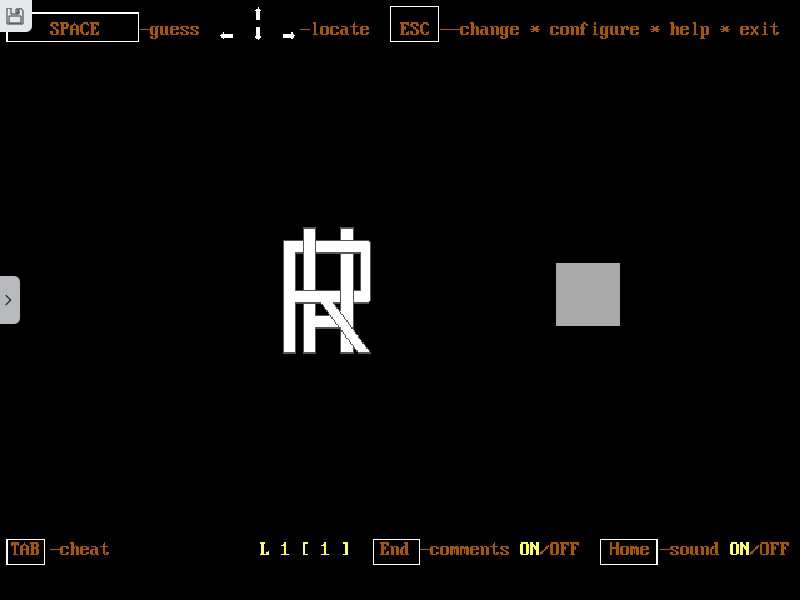 SPACE -guess ← ↑ ↓ → -locate ESC -change * configure * help * exit
TAB -cheat L 1 [ 1 ] End -comments ON/OFF Home -sound ON/OFF